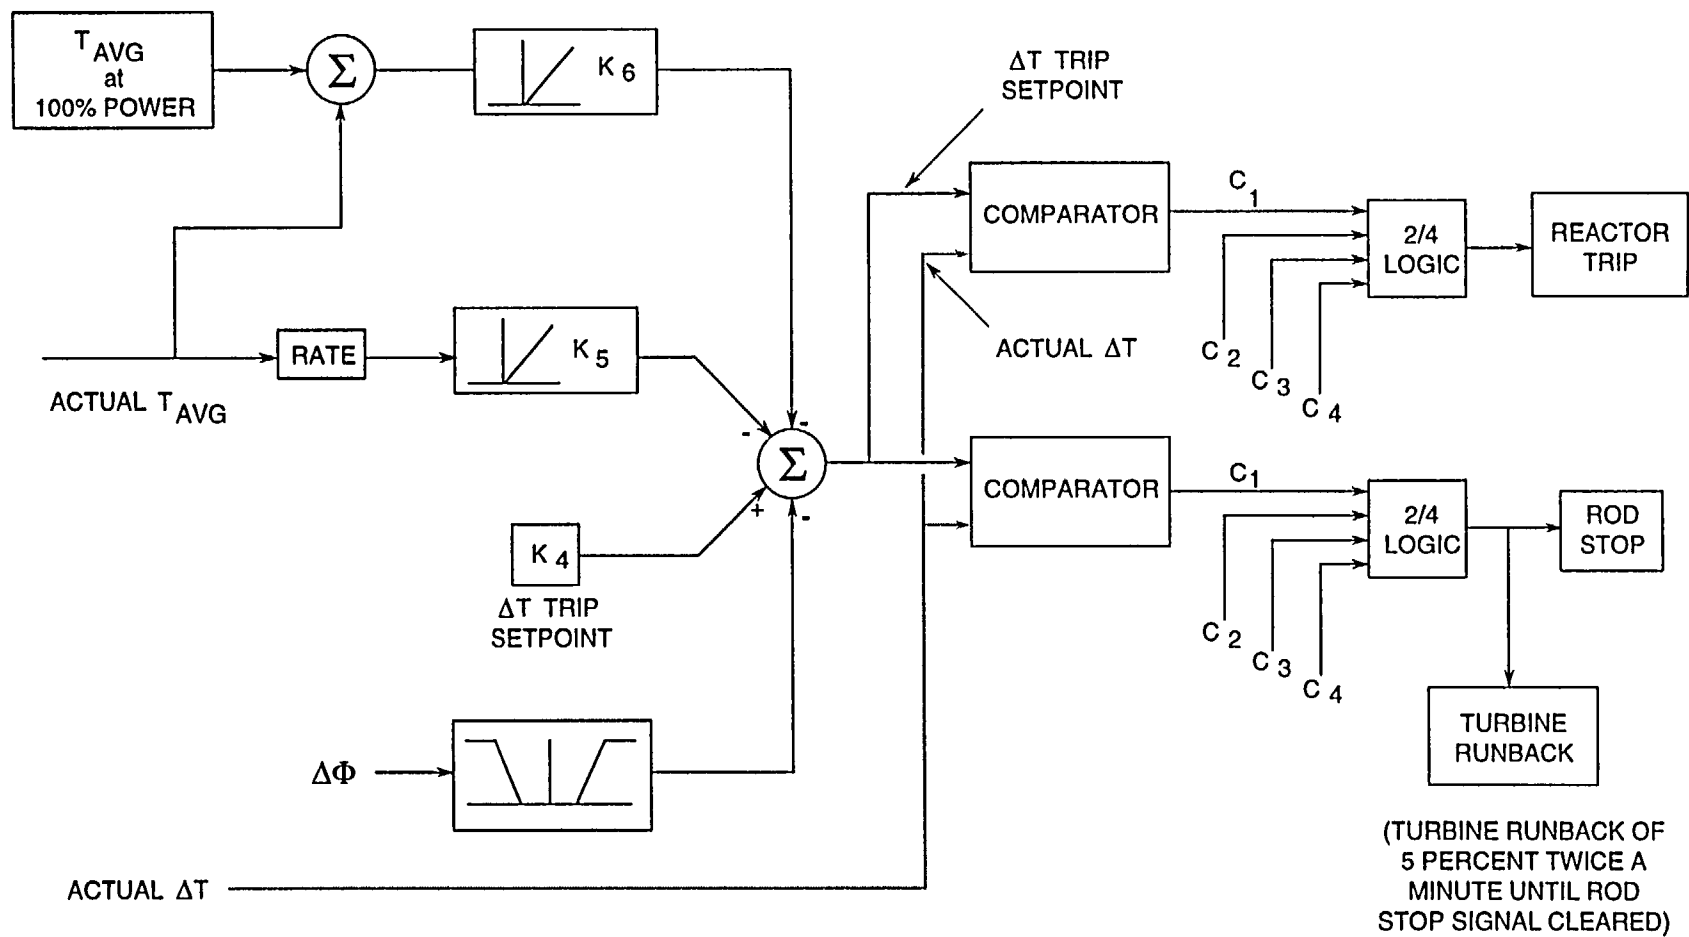 T AVG
at
100% POWER
Σ
K 6
ΔT TRIP
SETPOINT
COMPARATOR
C 1
2/4
LOGIC
REACTOR
TRIP
C 2
C 3
C 4
ACTUAL ΔT
RATE
K 5
ACTUAL T AVG
-
-
Σ
+
-
K 4
ΔT TRIP
SETPOINT
COMPARATOR
C 1
2/4
LOGIC
ROD
STOP
C 2
C 3
C 4
TURBINE
RUNBACK
ΔΦ
ACTUAL ΔT
(TURBINE RUNBACK OF
5 PERCENT TWICE A
MINUTE UNTIL ROD
STOP SIGNAL CLEARED)